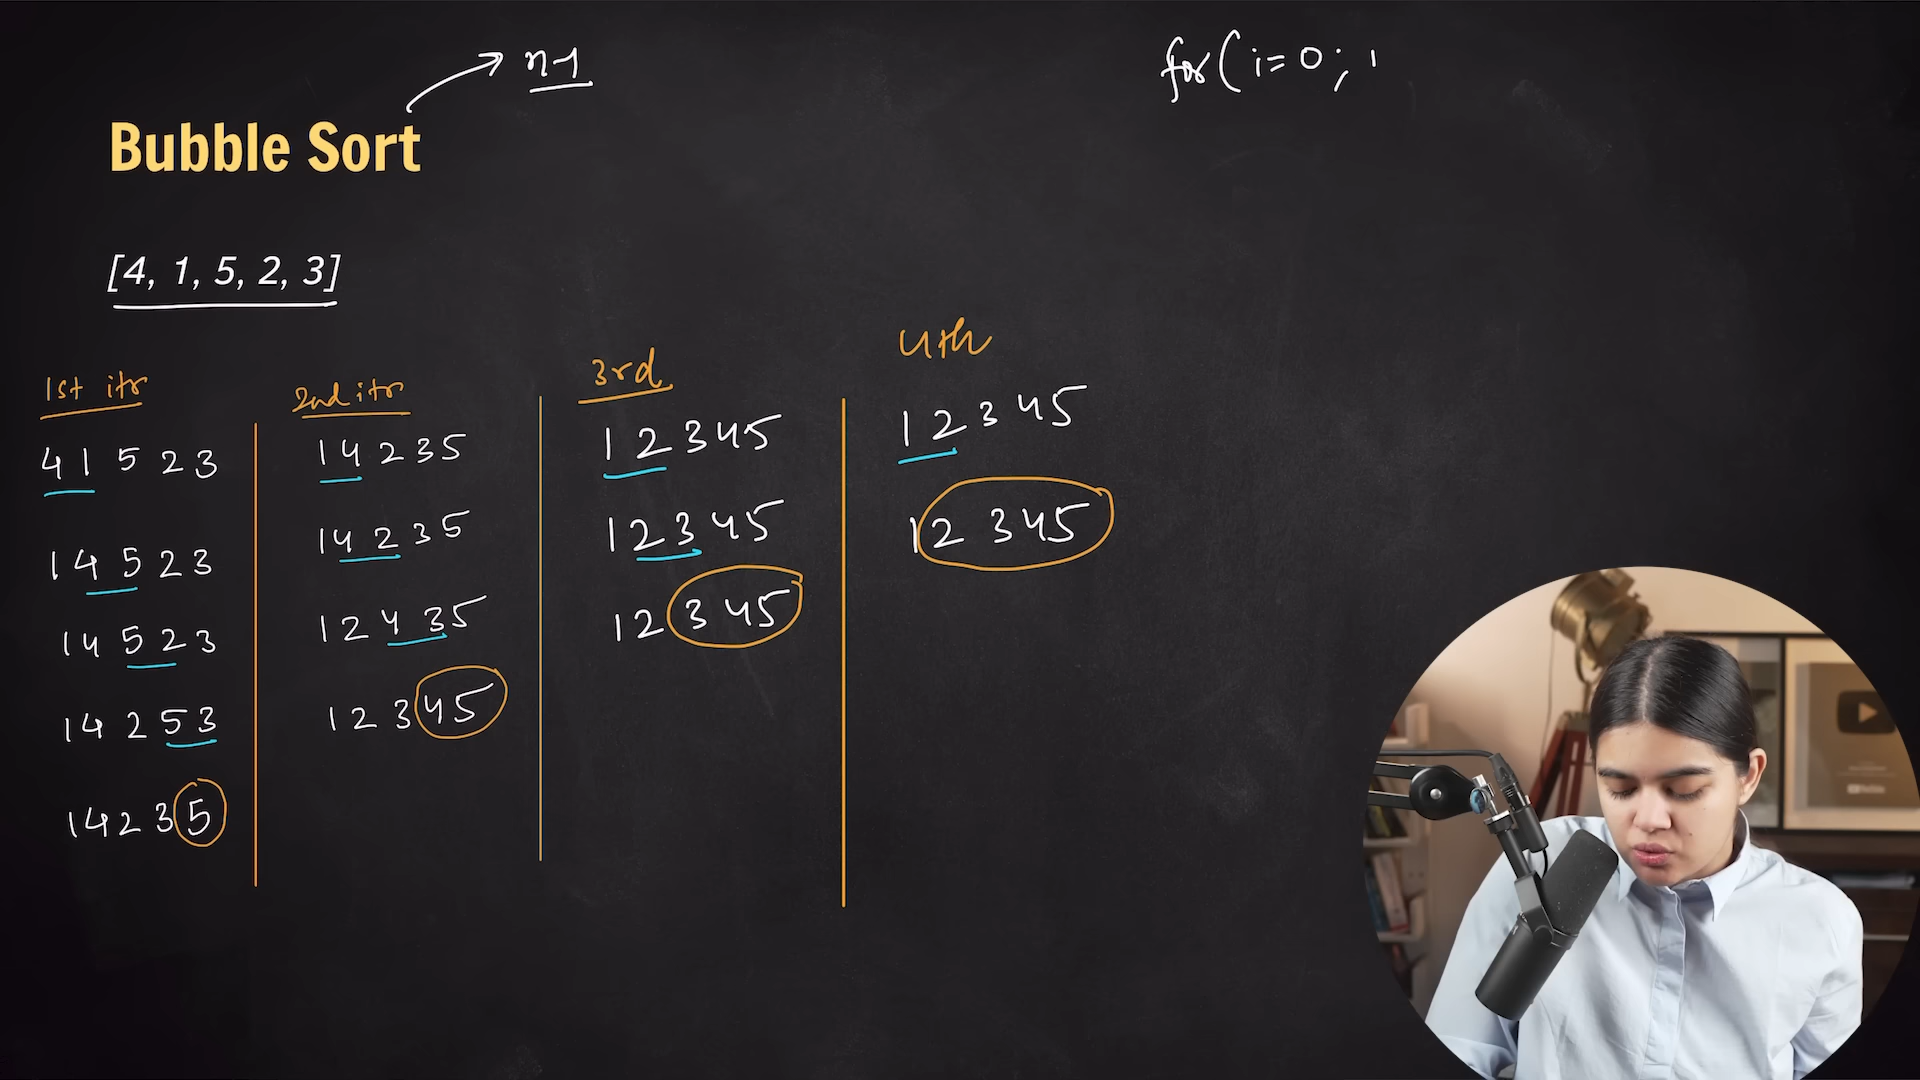 n-1
for(i=0; i
Bubble Sort
[4, 1, 5, 2, 3]
1st itr
4 1 5 2 3
1 4 5 2 3
1 4 5 2 3
1 4 2 5 3
1 4 2 3 5
2nd itr
1 4 2 3 5
1 4 2 3 5
1 2 4 3 5
1 2 3 4 5
3rd
1 2 3 4 5
1 2 3 4 5
1 2 3 4 5
4th
1 2 3 4 5
1 2 3 4 5